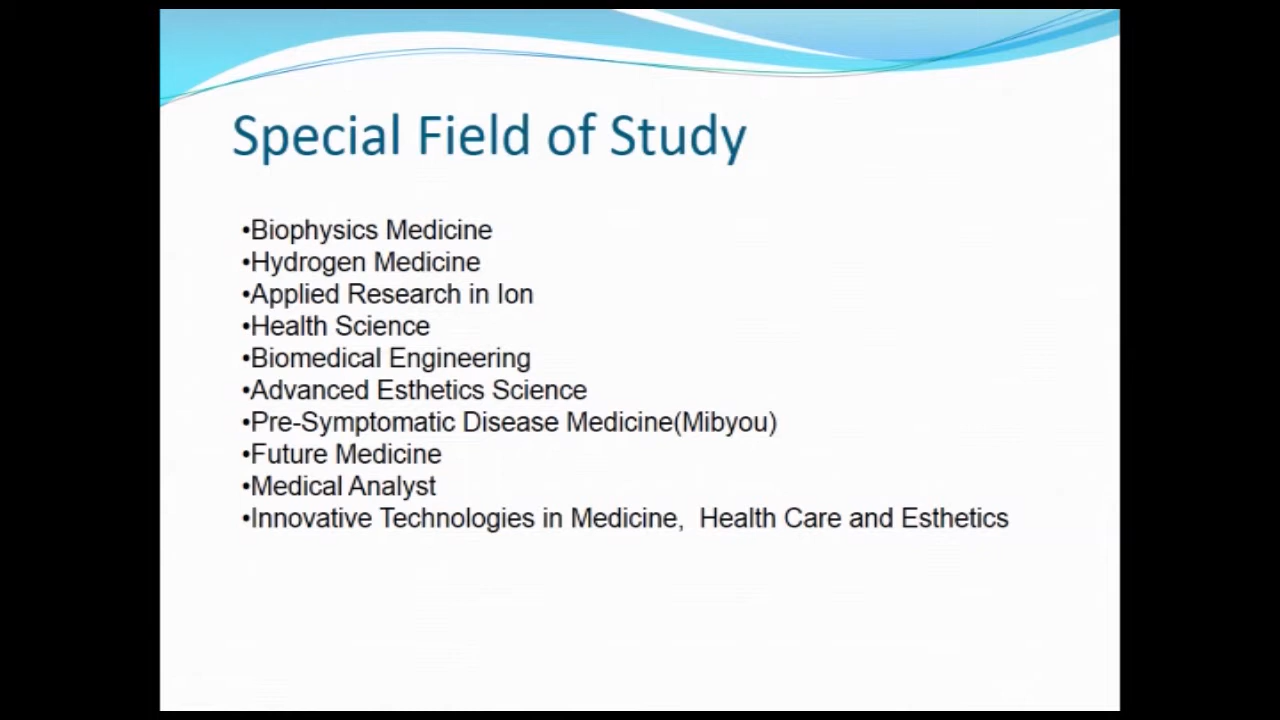 Special Field of Study
•Biophysics Medicine
•Hydrogen Medicine
•Applied Research in Ion
•Health Science
•Biomedical Engineering
•Advanced Esthetics Science
•Pre-Symptomatic Disease Medicine(Mibyou)
•Future Medicine
•Medical Analyst
•Innovative Technologies in Medicine,  Health Care and Esthetics